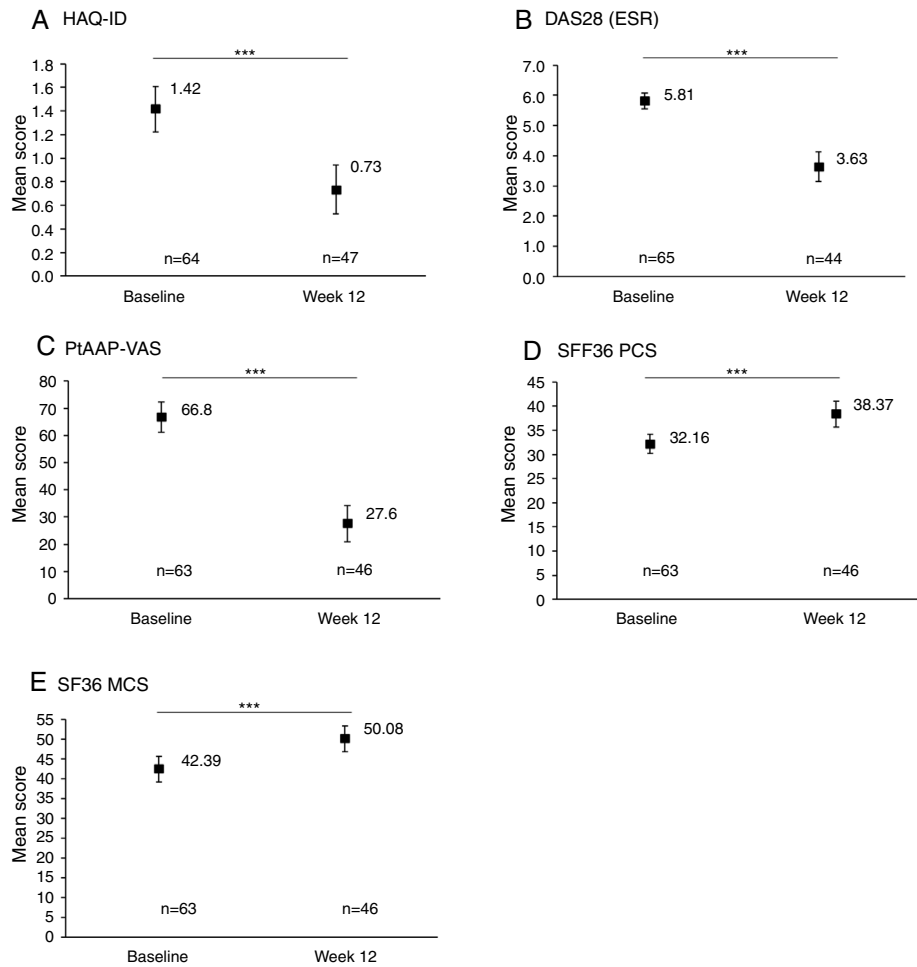 A HAQ-ID
***
Mean score
1.8
1.6
1.4
1.2
1.0
0.8
0.6
0.4
0.2
0.0
1.42
0.73
n=64
n=47
Baseline
Week 12
B DAS28 (ESR)
***
Mean score
7.0
6.0
5.0
4.0
3.0
2.0
1.0
0.0
5.81
3.63
n=65
n=44
Baseline
Week 12
C PtAAP-VAS
***
Mean score
80
70
60
50
40
30
20
10
0
66.8
27.6
n=63
n=46
Baseline
Week 12
D SFF36 PCS
***
Mean score
45
40
35
30
25
20
15
10
5
0
32.16
38.37
n=63
n=46
Baseline
Week 12
E SF36 MCS
***
Mean score
55
50
45
40
35
30
25
20
15
10
5
0
42.39
50.08
n=63
n=46
Baseline
Week 12